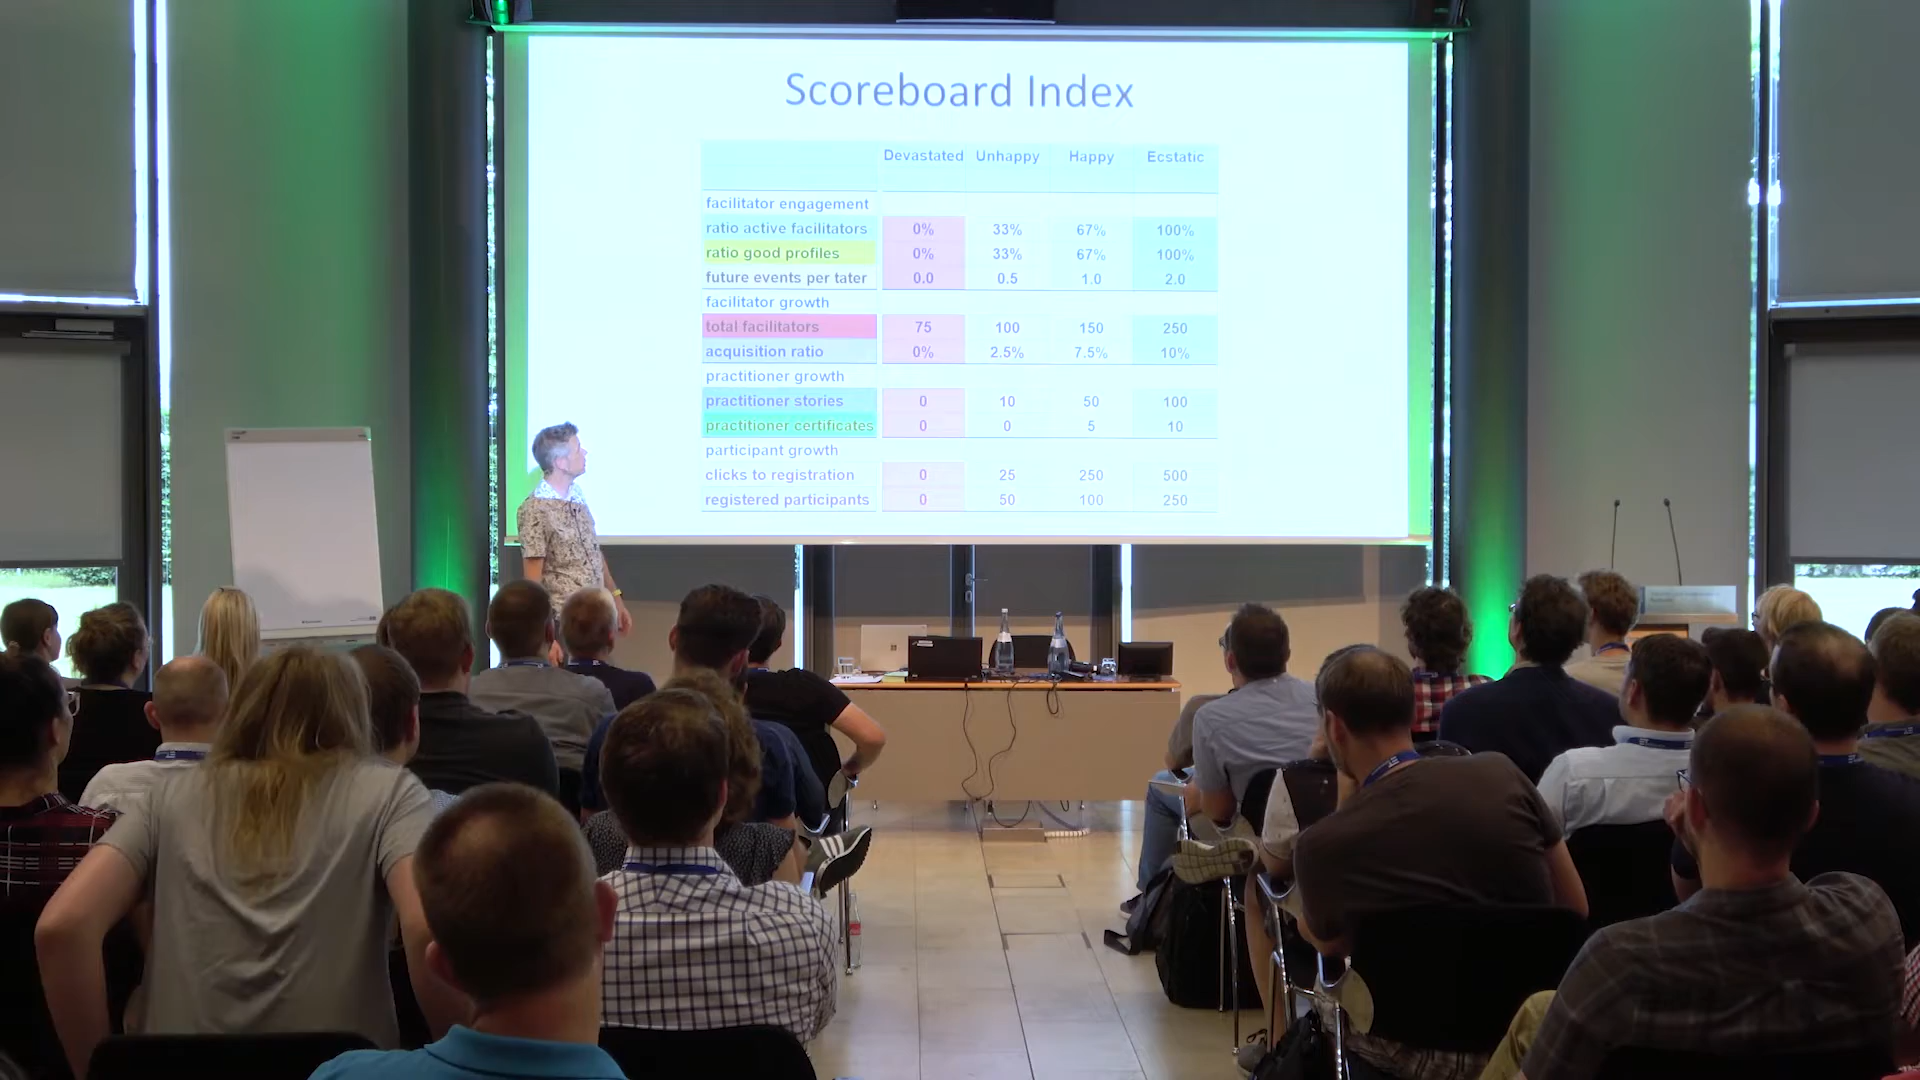 Scoreboard Index
Devastated Unhappy Happy Ecstatic
facilitator engagement
ratio active facilitators 0% 33% 67% 100%
ratio good profiles 0% 33% 67% 100%
future events per tater 0.0 0.5 1.0 2.0
facilitator growth
total facilitators 75 100 150 250
acquisition ratio 0% 2.5% 7.5% 10%
practitioner growth
practitioner stories 0 10 50 100
practitioner certificates 0 0 5 10
participant growth
clicks to registration 0 25 250 500
registered participants 0 50 100 250